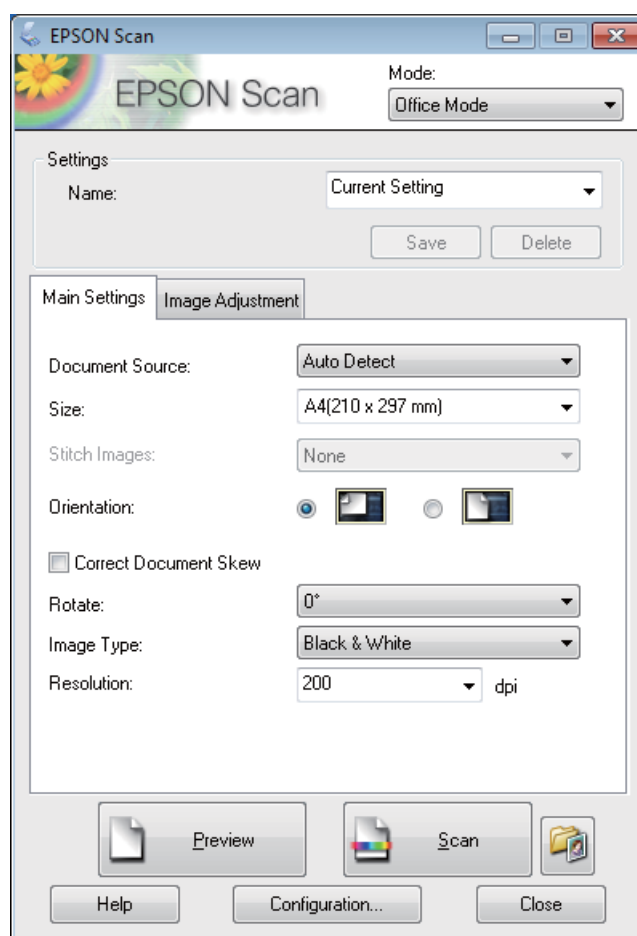 EPSON Scan
EPSON Scan
Mode:
Office Mode
Settings
Name:
Current Setting
Save
Delete
Main Settings
Image Adjustment
Document Source:
Auto Detect
Size:
A4(210 x 297 mm)
Stitch Images:
None
Orientation:
Correct Document Skew
Rotate:
0°
Image Type:
Black & White
Resolution:
200
dpi
Preview
Scan
Help
Configuration...
Close